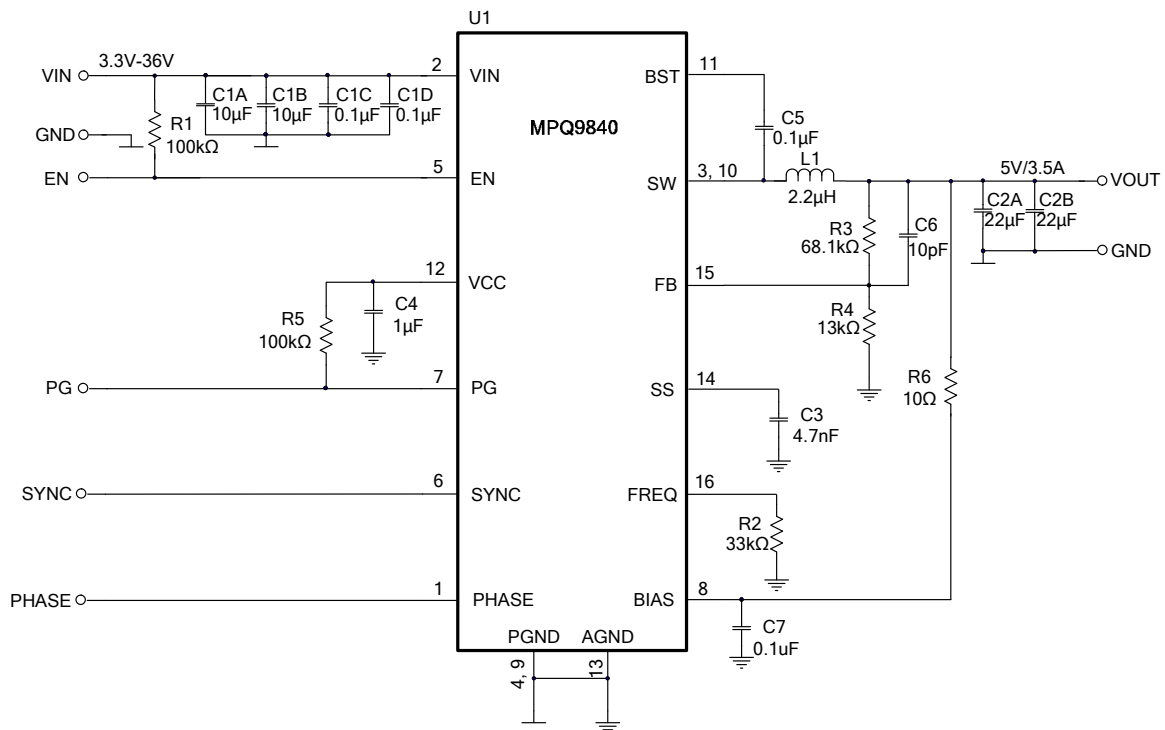 U1
VIN
3.3V-36V
2
VIN
C1A
10µF
C1B
10µF
C1C
0.1µF
C1D
0.1µF
GND
R1
100kΩ
EN
5
EN
MPQ9840
BST
11
C5
0.1µF
SW
3, 10
L1
2.2µH
5V/3.5A
VOUT
C2A
22µF
C2B
22µF
GND
R3
68.1kΩ
C6
10pF
FB
15
R4
13kΩ
12
VCC
C4
1µF
R5
100kΩ
PG
7
PG
SS
14
C3
4.7nF
R6
10Ω
SYNC
6
SYNC
FREQ
16
R2
33kΩ
PHASE
1
PHASE
BIAS
8
C7
0.1uF
PGND
AGND
4, 9
13